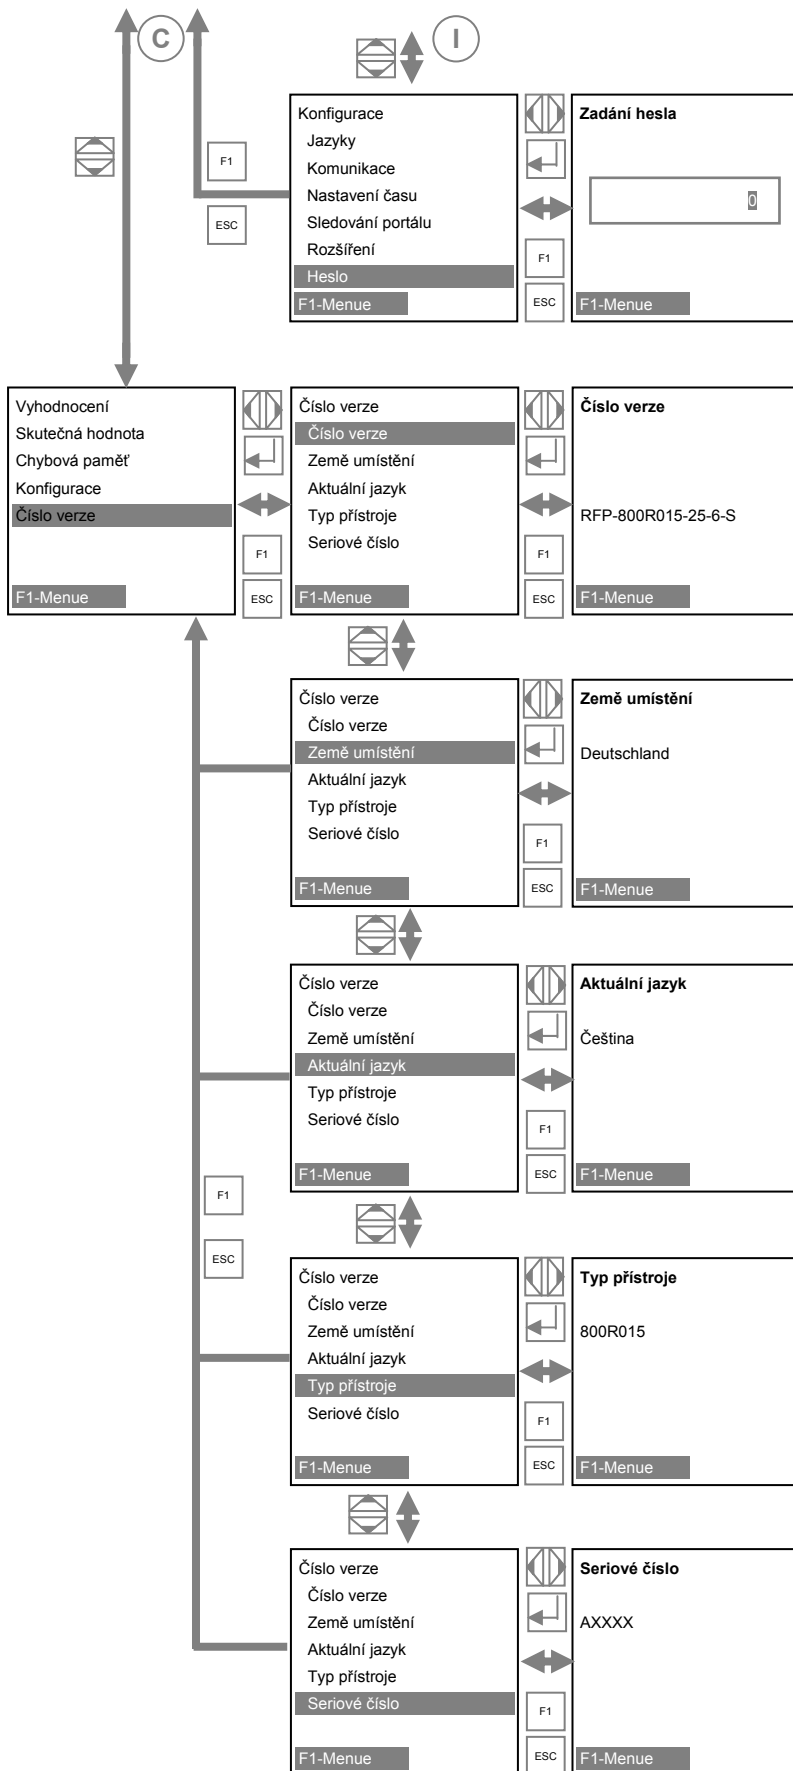 C
I
F1
ESC
Konfigurace
Jazyky
Komunikace
Nastavení času
Sledování portálu
Rozšíření
Heslo
F1-Menue
F1
ESC
Zadání hesla
0
F1-Menue
Vyhodnocení
Skutečná hodnota
Chybová paměť
Konfigurace
Číslo verze
F1-Menue
F1
ESC
Číslo verze
Číslo verze
Země umístění
Aktuální jazyk
Typ přístroje
Seriové číslo
F1-Menue
F1
ESC
Číslo verze
RFP-800R015-25-6-S
F1-Menue
Číslo verze
Číslo verze
Země umístění
Aktuální jazyk
Typ přístroje
Seriové číslo
F1-Menue
F1
ESC
Země umístění
Deutschland
F1-Menue
Číslo verze
Číslo verze
Země umístění
Aktuální jazyk
Typ přístroje
Seriové číslo
F1-Menue
F1
ESC
Aktuální jazyk
Čeština
F1-Menue
F1
ESC
Číslo verze
Číslo verze
Země umístění
Aktuální jazyk
Typ přístroje
Seriové číslo
F1-Menue
F1
ESC
Typ přístroje
800R015
F1-Menue
Číslo verze
Číslo verze
Země umístění
Aktuální jazyk
Typ přístroje
Seriové číslo
F1-Menue
F1
ESC
Seriové číslo
AXXXX
F1-Menue